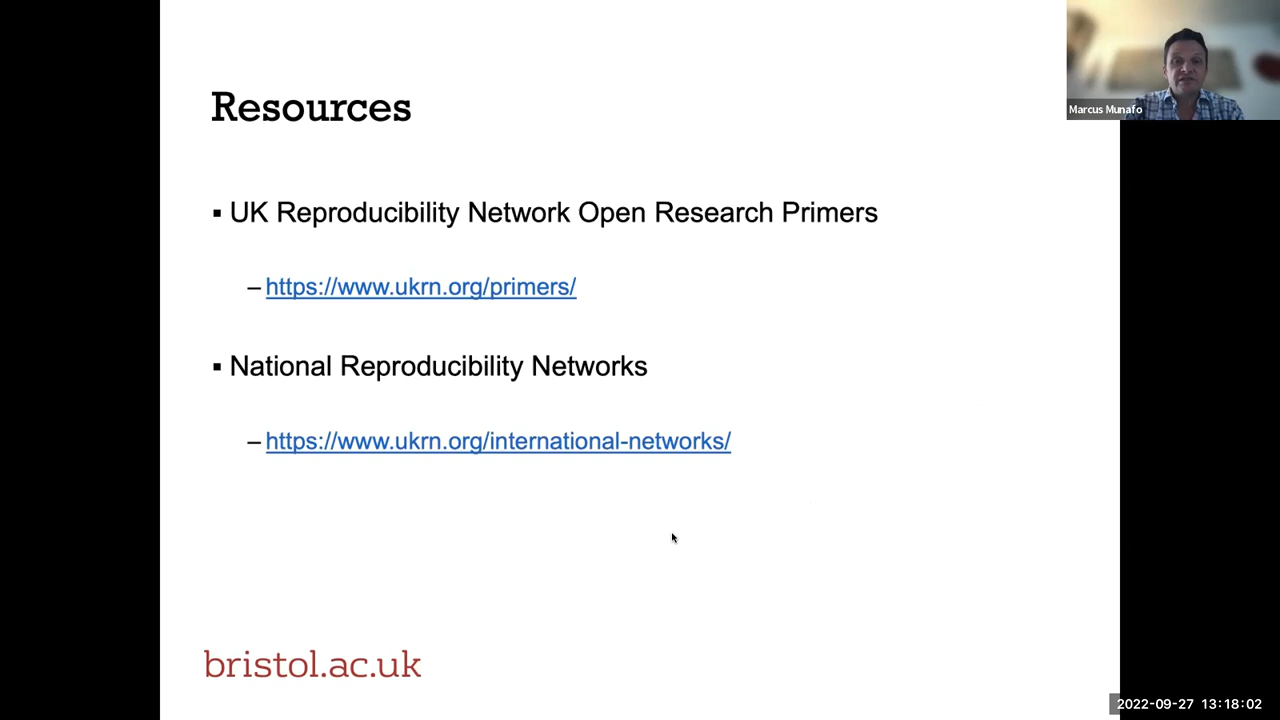 Resources
Marcus Munafo
▪ UK Reproducibility Network Open Research Primers
– https://www.ukrn.org/primers/
▪ National Reproducibility Networks
– https://www.ukrn.org/international-networks/
bristol.ac.uk
2022-09-27 13:18:02